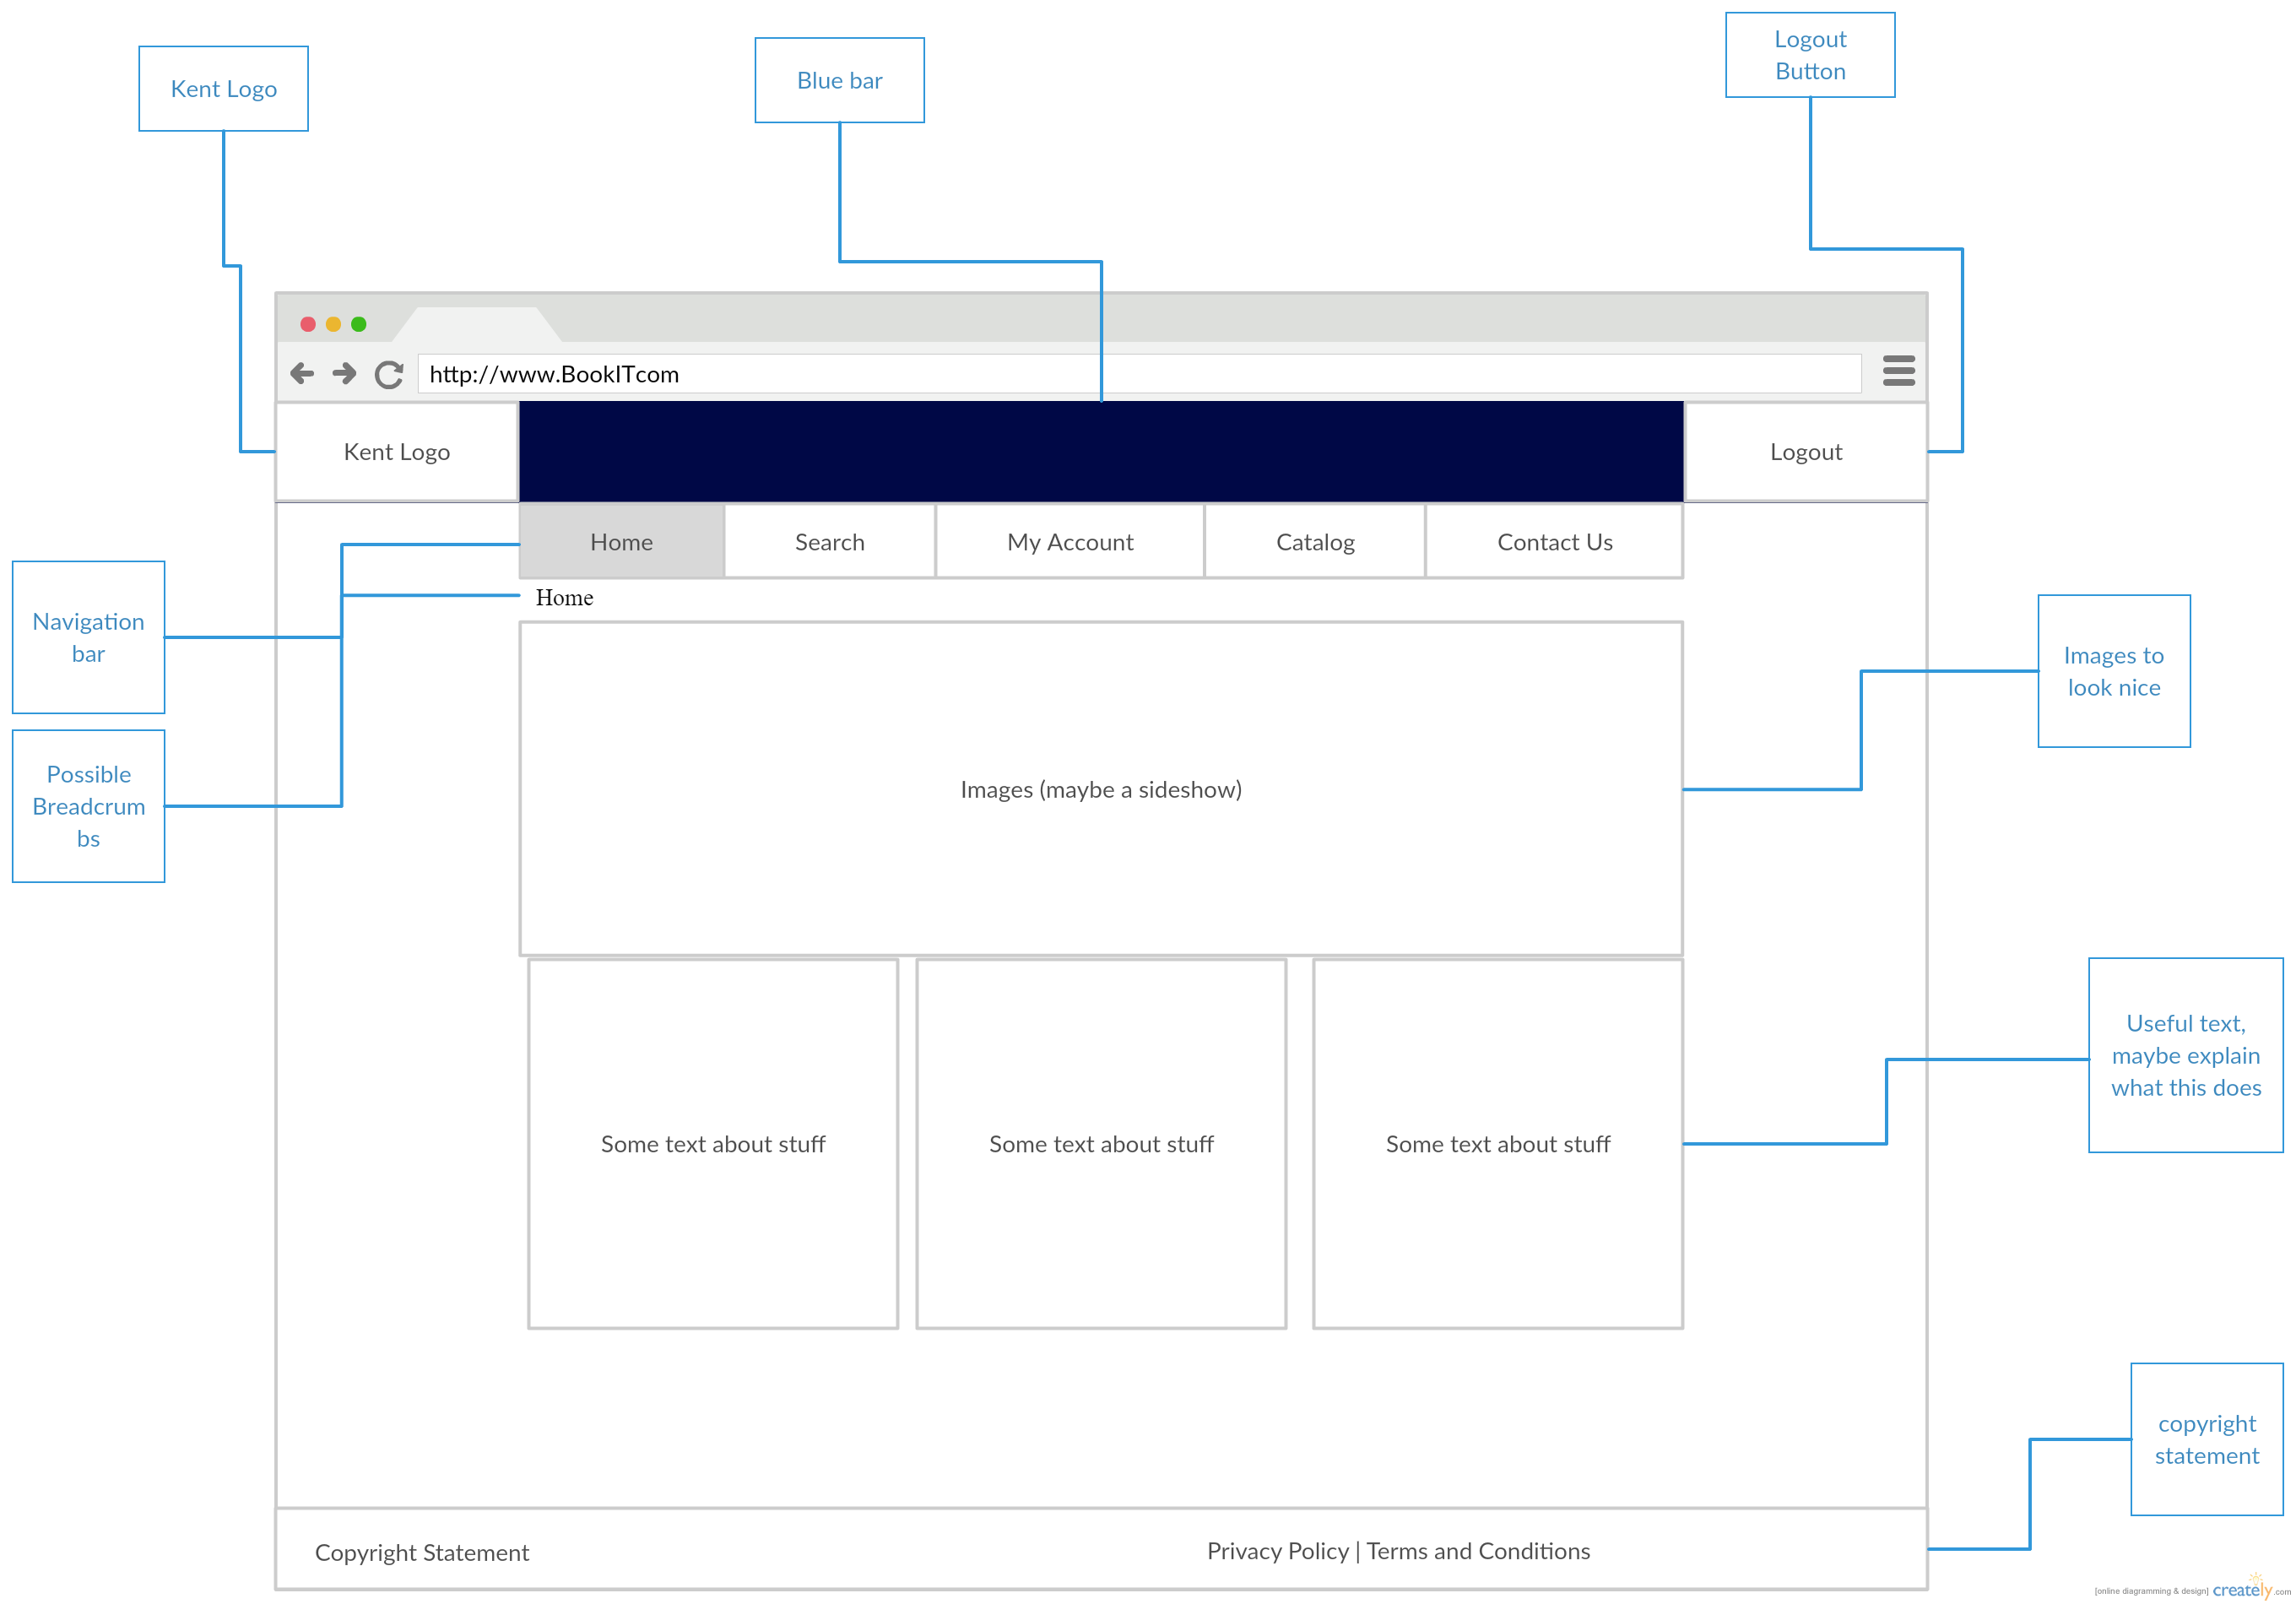 Kent Logo
Blue bar
Logout
Button
http://www.BookITcom
Kent Logo
Logout
Home
Search
My Account
Catalog
Contact Us
Home
Navigation
bar
Possible
Breadcrum
bs
Images to
look nice
Images (maybe a sideshow)
Useful text,
maybe explain
what this does
Some text about stuff
Some text about stuff
Some text about stuff
copyright
statement
Copyright Statement
Privacy Policy | Terms and Conditions
[online diagramming & design] creately.com